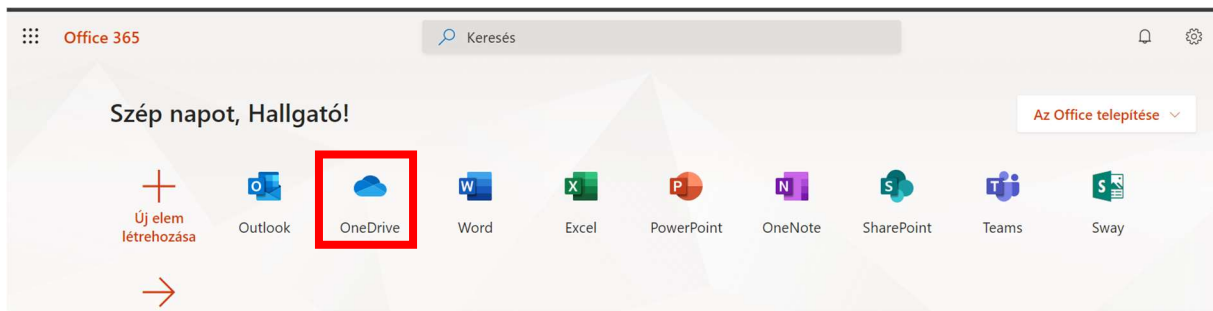 Office 365
Keresés
Szép napot, Hallgató!
Az Office telepítése
Új elem
létrehozása
Outlook
OneDrive
Word
Excel
PowerPoint
OneNote
SharePoint
Teams
Sway